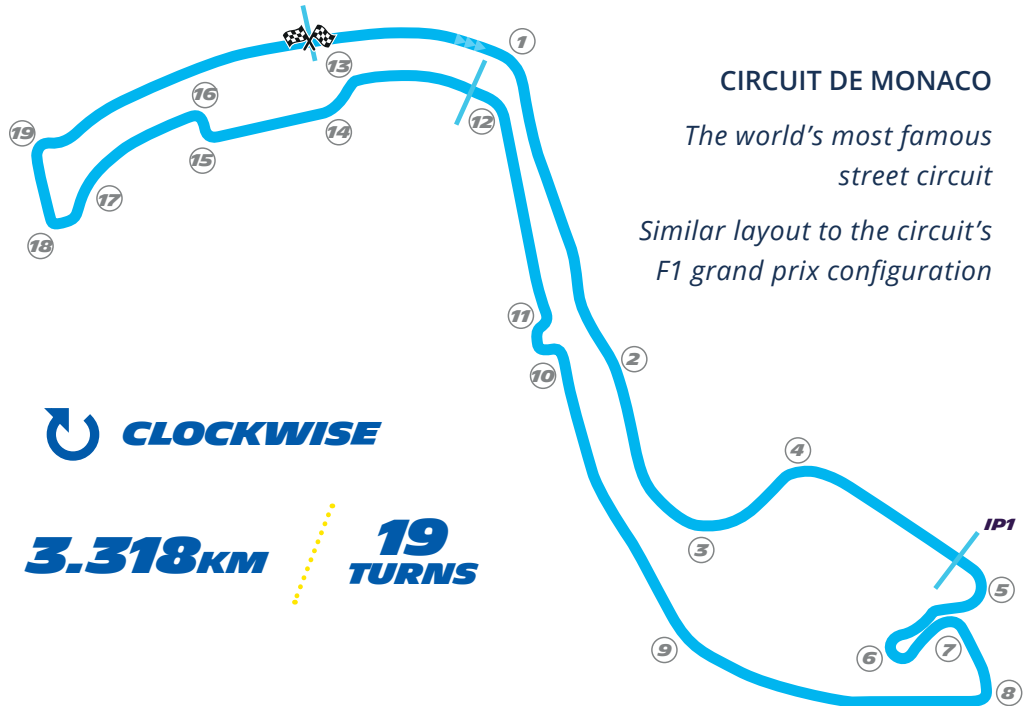 CIRCUIT DE MONACO
The world's most famous
street circuit
Similar layout to the circuit's
F1 grand prix configuration
1
13
16
12
19
14
15
17
18
11
2
10
4
CLOCKWISE
IP1
3.318KM
19
TURNS
3
5
9
6
7
8